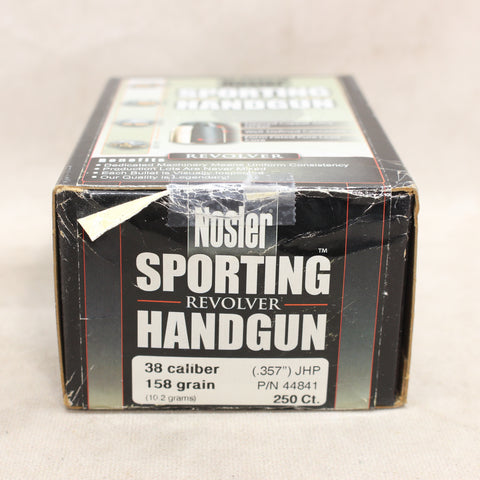 Nosler
SPORTING
HANDGUN
REVOLVER
Benefits
• Dedicated Machinery Means Uniform Consistency
• Production Lots Are Never Mixed
• Each Bullet is Visually Inspected
• Our Quality is Legendary!
Nosler
SPORTING™
REVOLVER
HANDGUN
38 caliber (.357") JHP
158 grain P/N 44841
(10.2 grams) 250 Ct.